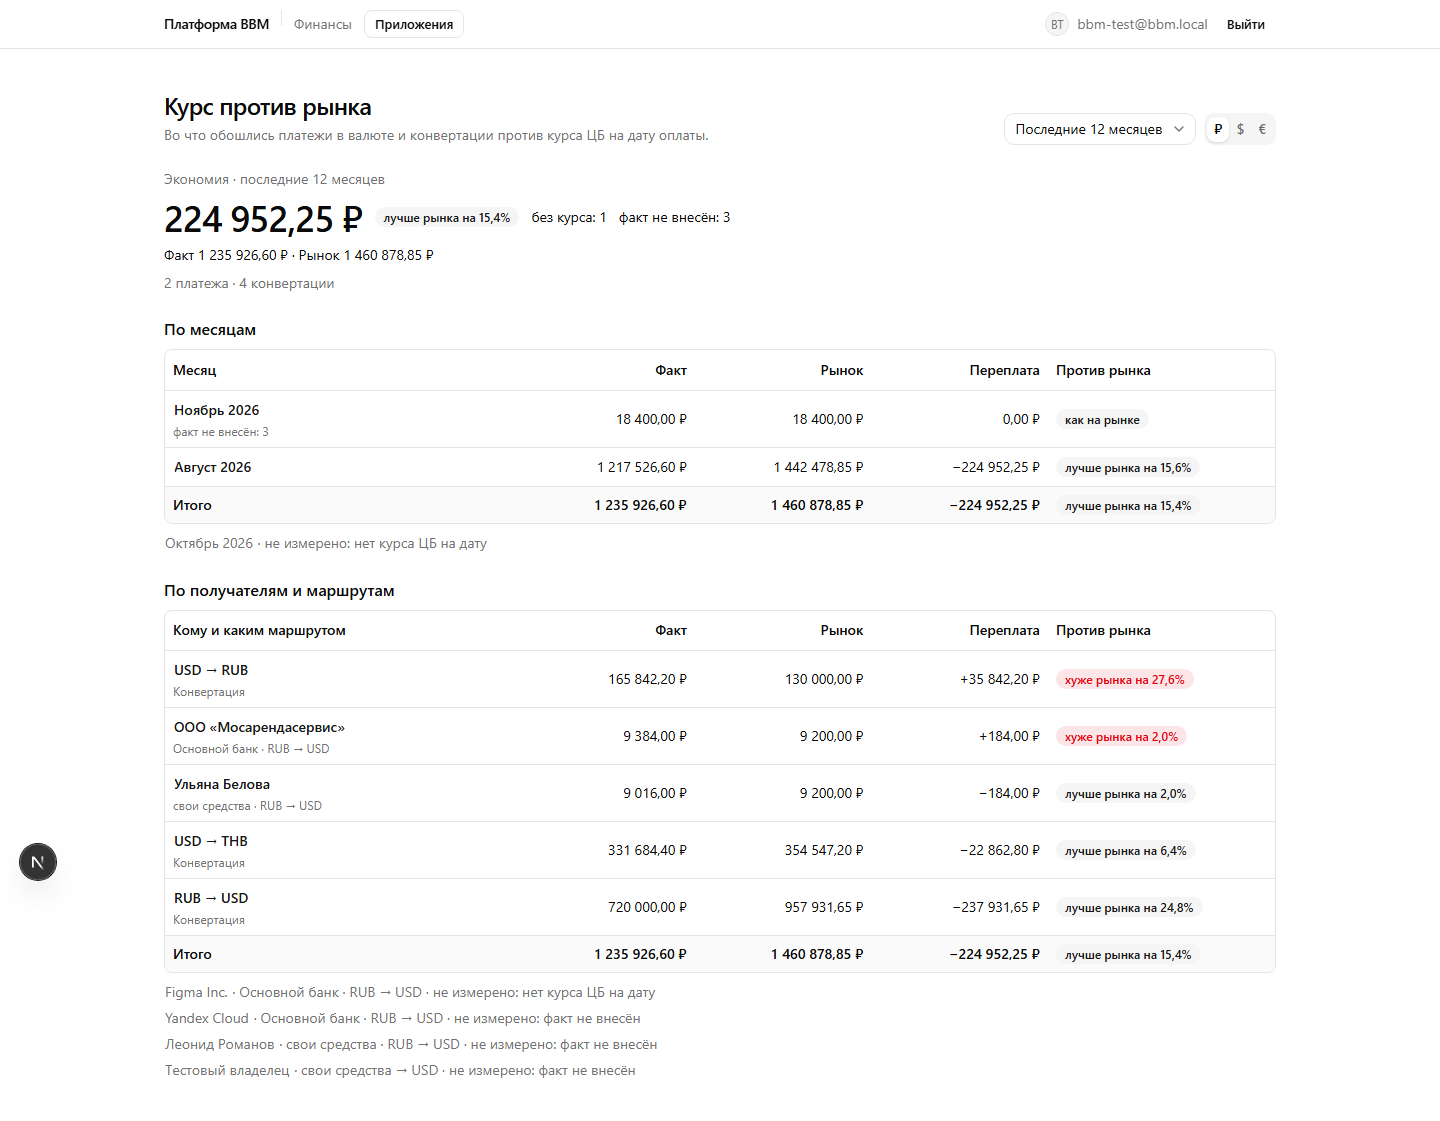 Платформа BBM Финансы Приложения BT bbm-test@bbm.local Выйти
Курс против рынка
Во что обошлись платежи в валюте и конвертации против курса ЦБ на дату оплаты.
Последние 12 месяцев ₽ $ €
Экономия · последние 12 месяцев
224 952,25 ₽ лучше рынка на 15,4% без курса: 1 факт не внесён: 3
Факт 1 235 926,60 ₽ · Рынок 1 460 878,85 ₽
2 платежа · 4 конвертации
По месяцам
Месяц Факт Рынок Переплата Против рынка
Ноябрь 2026 18 400,00 ₽ 18 400,00 ₽ 0,00 ₽ как на рынке
факт не внесён: 3
Август 2026 1 217 526,60 ₽ 1 442 478,85 ₽ −224 952,25 ₽ лучше рынка на 15,6%
Итого 1 235 926,60 ₽ 1 460 878,85 ₽ −224 952,25 ₽ лучше рынка на 15,4%
Октябрь 2026 · не измерено: нет курса ЦБ на дату
По получателям и маршрутам
Кому и каким маршрутом Факт Рынок Переплата Против рынка
USD → RUB 165 842,20 ₽ 130 000,00 ₽ +35 842,20 ₽ хуже рынка на 27,6%
Конвертация
ООО «Мосарендасервис» 9 384,00 ₽ 9 200,00 ₽ +184,00 ₽ хуже рынка на 2,0%
Основной банк · RUB → USD
Ульяна Белова 9 016,00 ₽ 9 200,00 ₽ −184,00 ₽ лучше рынка на 2,0%
свои средства · RUB → USD
USD → THB 331 684,40 ₽ 354 547,20 ₽ −22 862,80 ₽ лучше рынка на 6,4%
Конвертация
RUB → USD 720 000,00 ₽ 957 931,65 ₽ −237 931,65 ₽ лучше рынка на 24,8%
Конвертация
Итого 1 235 926,60 ₽ 1 460 878,85 ₽ −224 952,25 ₽ лучше рынка на 15,4%
Figma Inc. · Основной банк · RUB → USD · не измерено: нет курса ЦБ на дату
Yandex Cloud · Основной банк · RUB → USD · не измерено: факт не внесён
Леонид Романов · свои средства · RUB → USD · не измерено: факт не внесён
Тестовый владелец · свои средства → USD · не измерено: факт не внесён
N